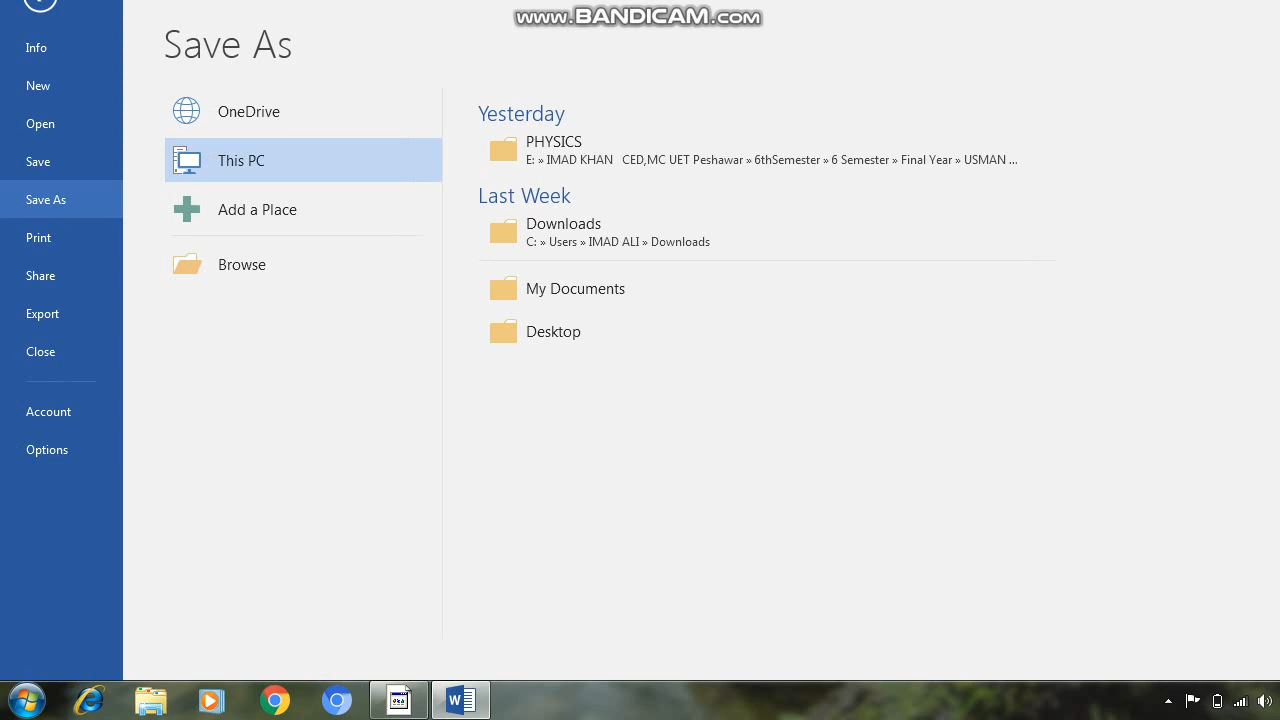 www.BANDICAM.com
Save As
Info
New
Open
Save
Save As
Print
Share
Export
Close
Account
Options
OneDrive
This PC
Add a Place
Browse
Yesterday
PHYSICS
E: » IMAD KHAN CED,MC UET Peshawar » 6thSemester » 6 Semester » Final Year » USMAN ...
Last Week
Downloads
C: » Users » IMAD ALI » Downloads
My Documents
Desktop